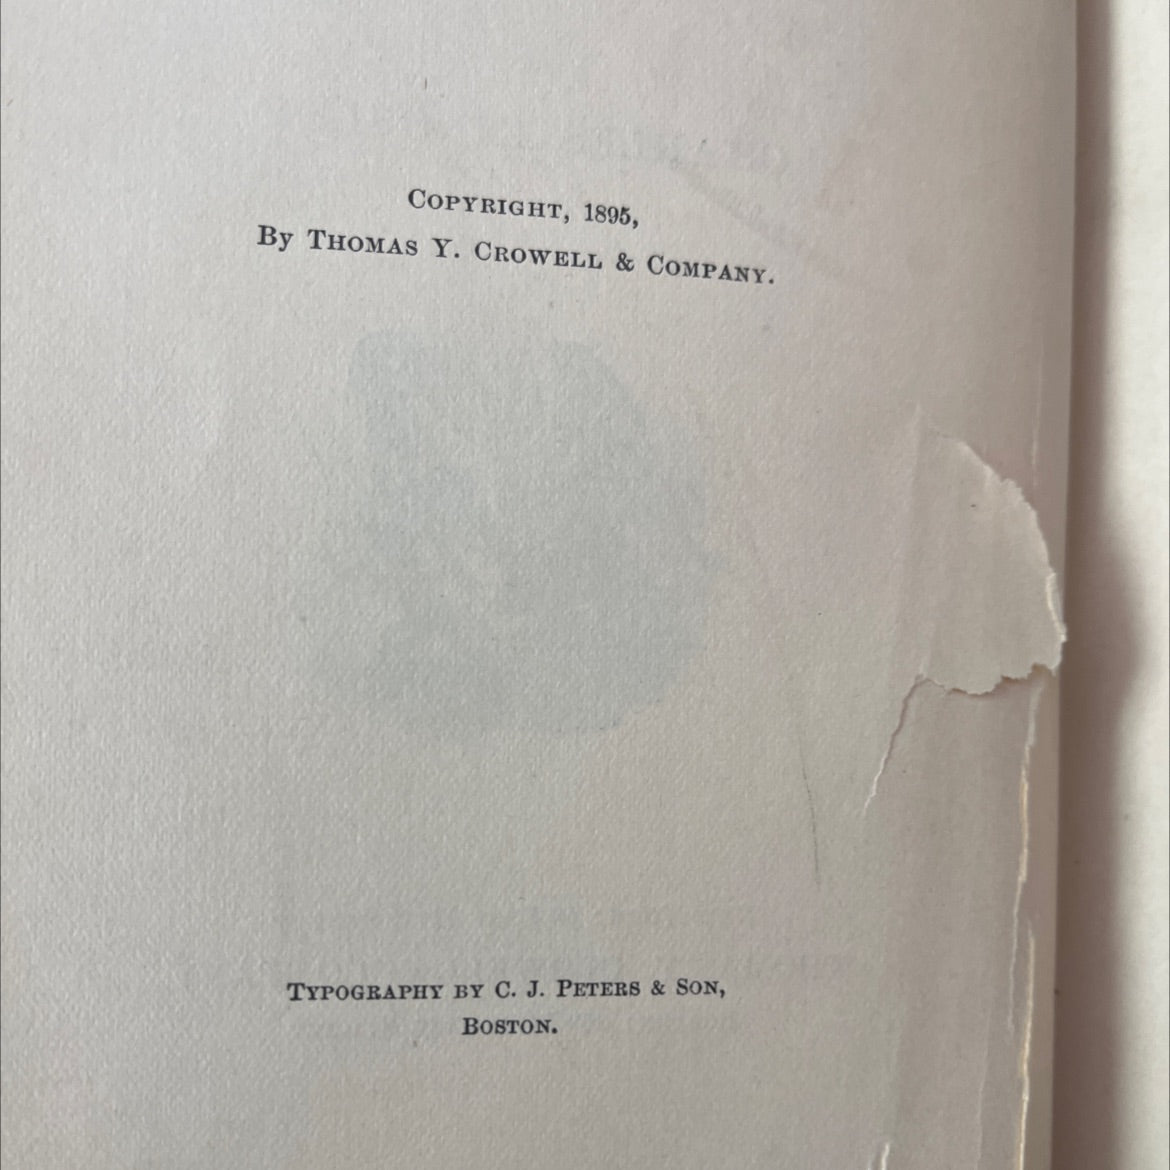 COPYRIGHT, 1895,
By THOMAS Y. CROWELL & COMPANY.
TYPOGRAPHY BY C. J. PETERS & SON,
BOSTON.